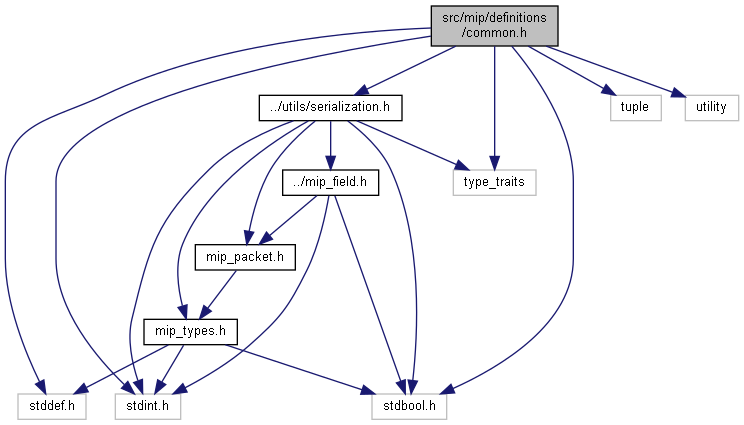 src/mip/definitions
/common.h
../utils/serialization.h
tuple
utility
../mip_field.h
type_traits
mip_packet.h
mip_types.h
stddef.h
stdint.h
stdbool.h